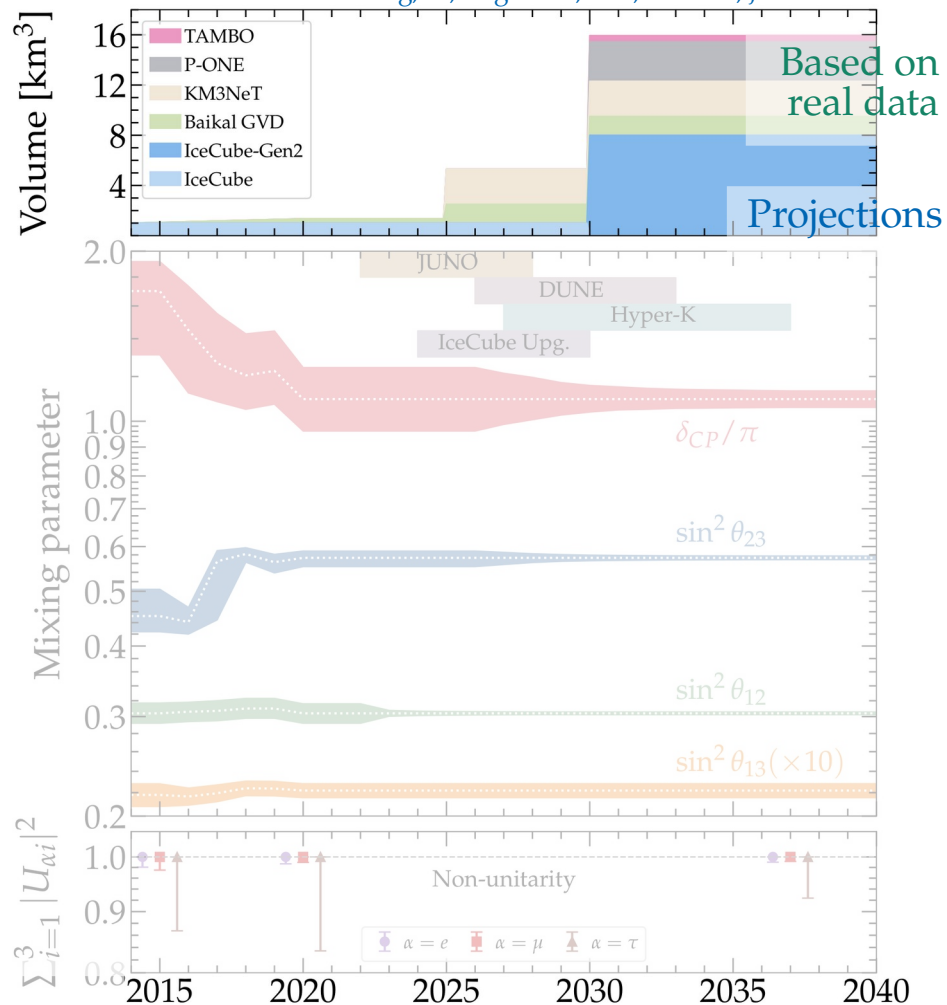 16
12
8
4
Volume [km³]
TAMBO
P-ONE
KM3NeT
Baikal GVD
IceCube-Gen2
IceCube
Based on
real data
Projections
2.0
1.0
0.9
0.8
0.7
0.6
0.5
0.4
0.3
0.2
Mixing parameter
JUNO
DUNE
Hyper-K
IceCube Upg.
δ_CP/π
sin² θ₂₃
sin² θ₁₂
sin² θ₁₃(×10)
1.0
0.9
0.8
Σ³ᵢ₌₁ |U_αi|²
Non-unitarity
α = e
α = μ
α = τ
2015 2020 2025 2030 2035 2040